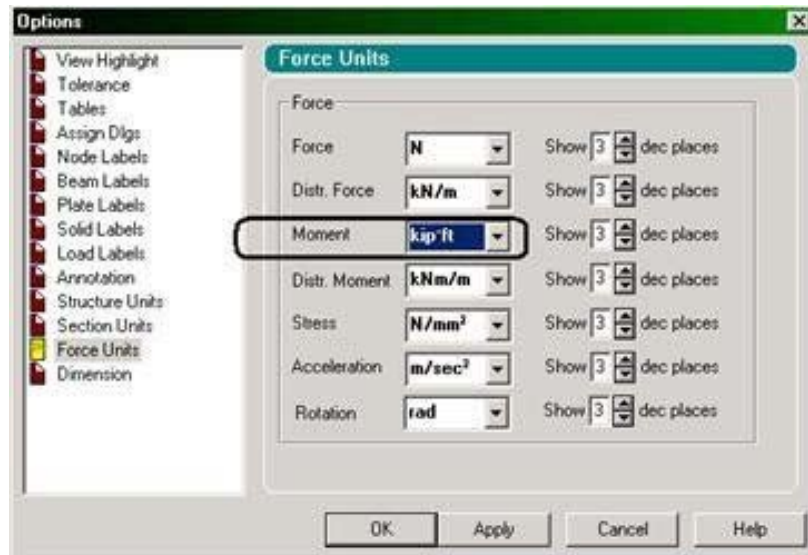 Options
View Highlight
Tolerance
Tables
Assign Dlgs
Node Labels
Beam Labels
Plate Labels
Solid Labels
Load Labels
Annotation
Structure Units
Section Units
Force Units
Dimension
Force Units
Force
Force N Show 3 dec places
Distr. Force kN/m Show 3 dec places
Moment kip-ft Show 3 dec places
Distr. Moment kNm/m Show 3 dec places
Stress N/mm² Show 3 dec places
Acceleration m/sec² Show 3 dec places
Rotation rad Show 3 dec places
OK Apply Cancel Help